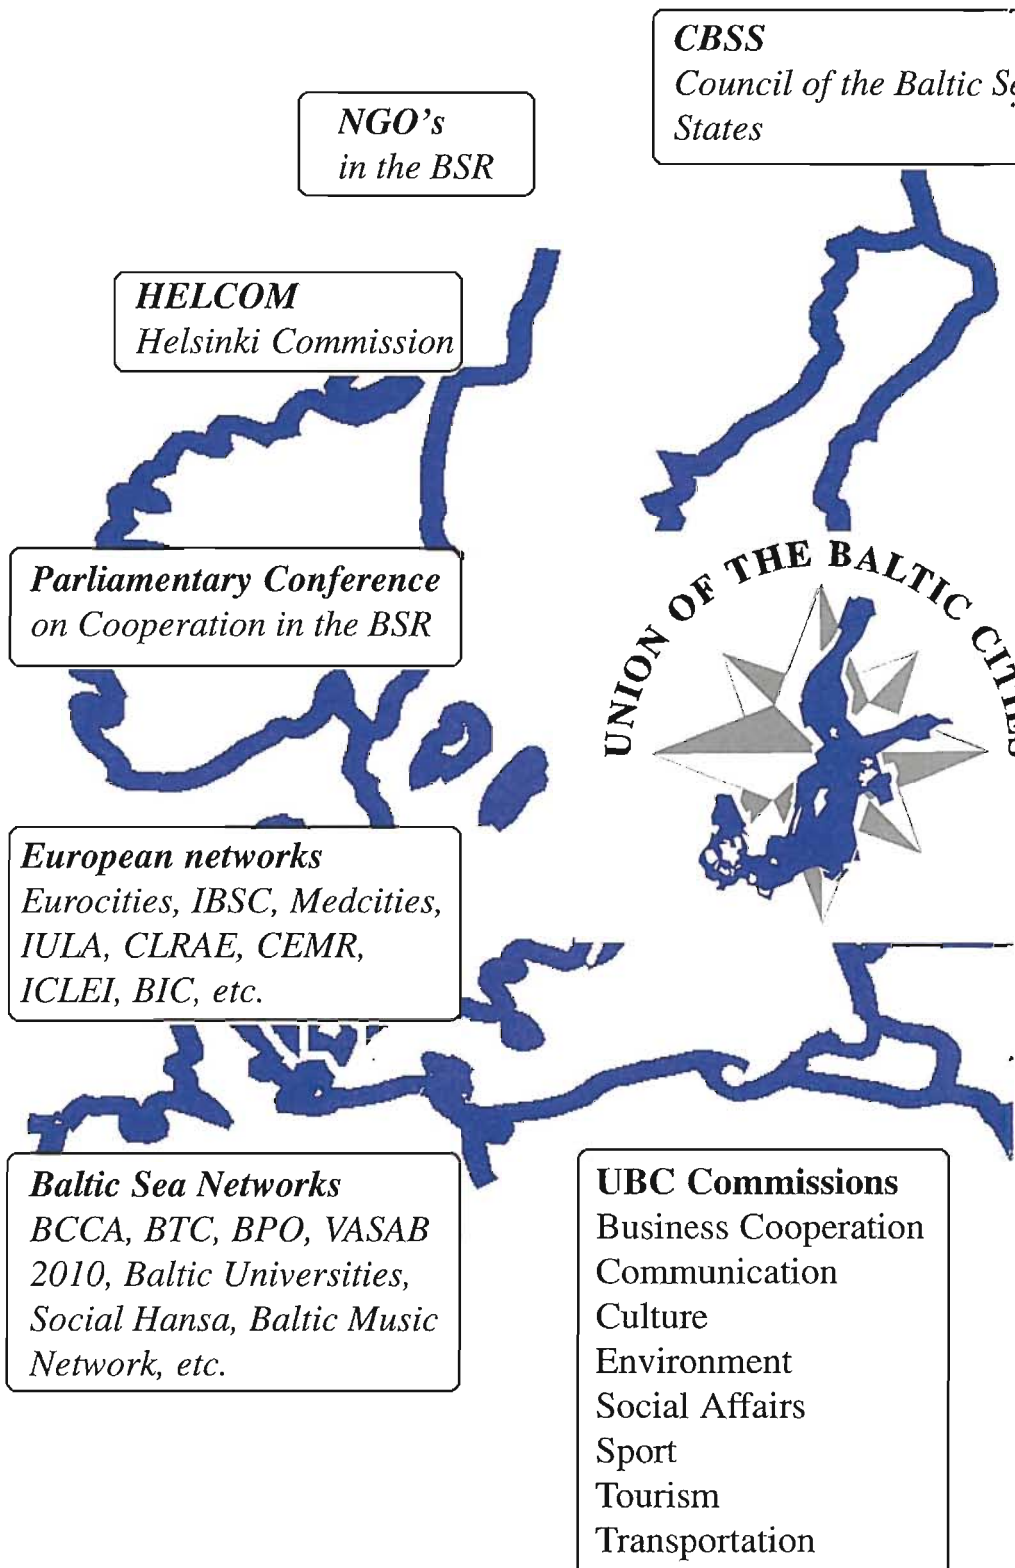 CBSS
Council of the Baltic Sea
States
NGO's
in the BSR
HELCOM
Helsinki Commission
Parliamentary Conference
on Cooperation in the BSR
UNION OF THE BALTIC CITIES
European networks
Eurocities, IBSC, Medcities,
IULA, CLRAE, CEMR,
ICLEI, BIC, etc.
Baltic Sea Networks
BCCA, BTC, BPO, VASAB
2010, Baltic Universities,
Social Hansa, Baltic Music
Network, etc.
UBC Commissions
Business Cooperation
Communication
Culture
Environment
Social Affairs
Sport
Tourism
Transportation